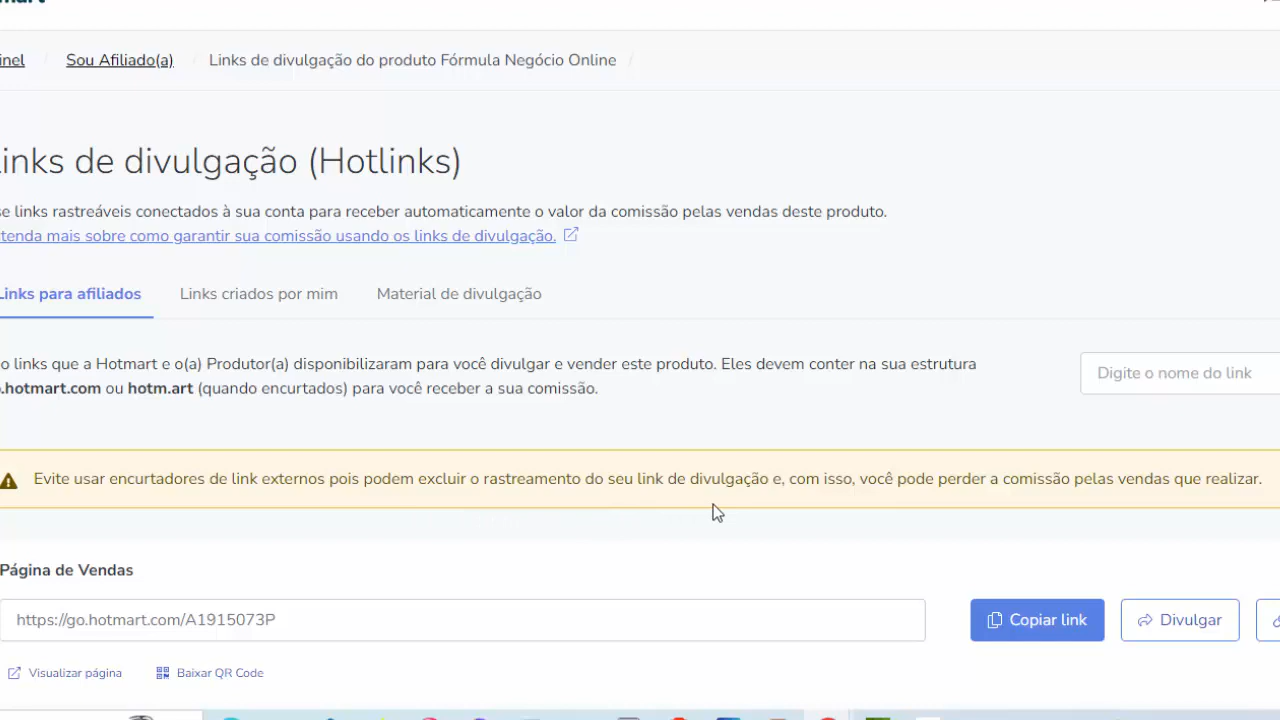 inel / Sou Afiliado(a) / Links de divulgação do produto Fórmula Negócio Online /
inks de divulgação (Hotlinks)
e links rastreáveis conectados à sua conta para receber automaticamente o valor da comissão pelas vendas deste produto.
tenda mais sobre como garantir sua comissão usando os links de divulgação.
Links para afiliados Links criados por mim Material de divulgação
o links que a Hotmart e o(a) Produtor(a) disponibilizaram para você divulgar e vender este produto. Eles devem conter na sua estrutura
.hotmart.com ou hotm.art (quando encurtados) para você receber a sua comissão.
Digite o nome do link
Evite usar encurtadores de link externos pois podem excluir o rastreamento do seu link de divulgação e, com isso, você pode perder a comissão pelas vendas que realizar.
Página de Vendas
https://go.hotmart.com/A1915073P
Copiar link
Divulgar
Visualizar página
Baixar QR Code